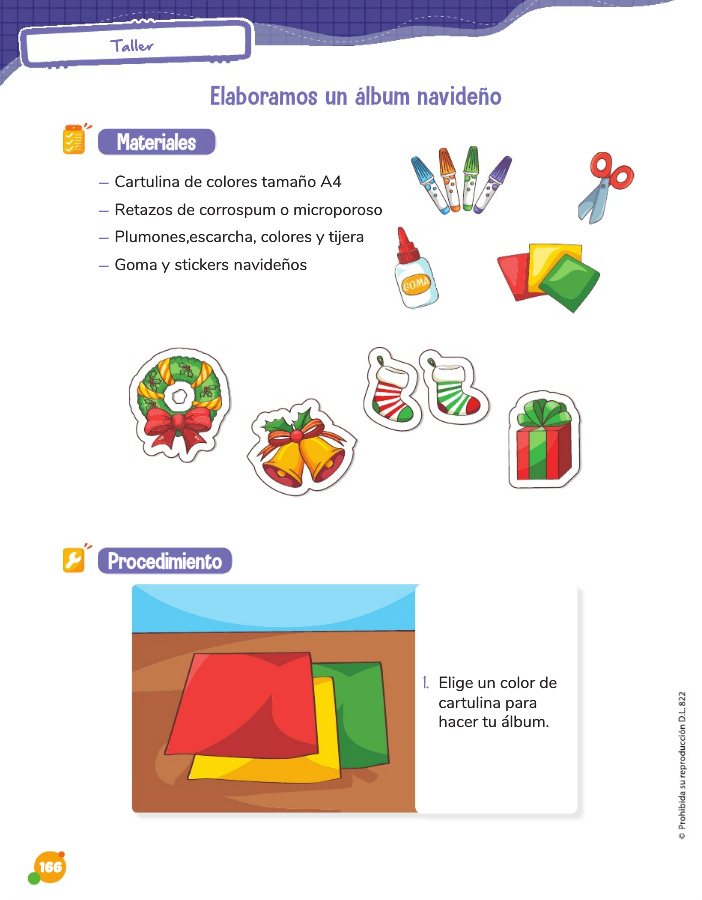 Taller
Elaboramos un álbum navideño
Materiales
– Cartulina de colores tamaño A4
– Retazos de corrospum o microporoso
– Plumones,escarcha, colores y tijera
– Goma y stickers navideños
GOMA
Procedimiento
1. Elige un color de
cartulina para
hacer tu álbum.
© Prohibida su reproducción D.L.822
166